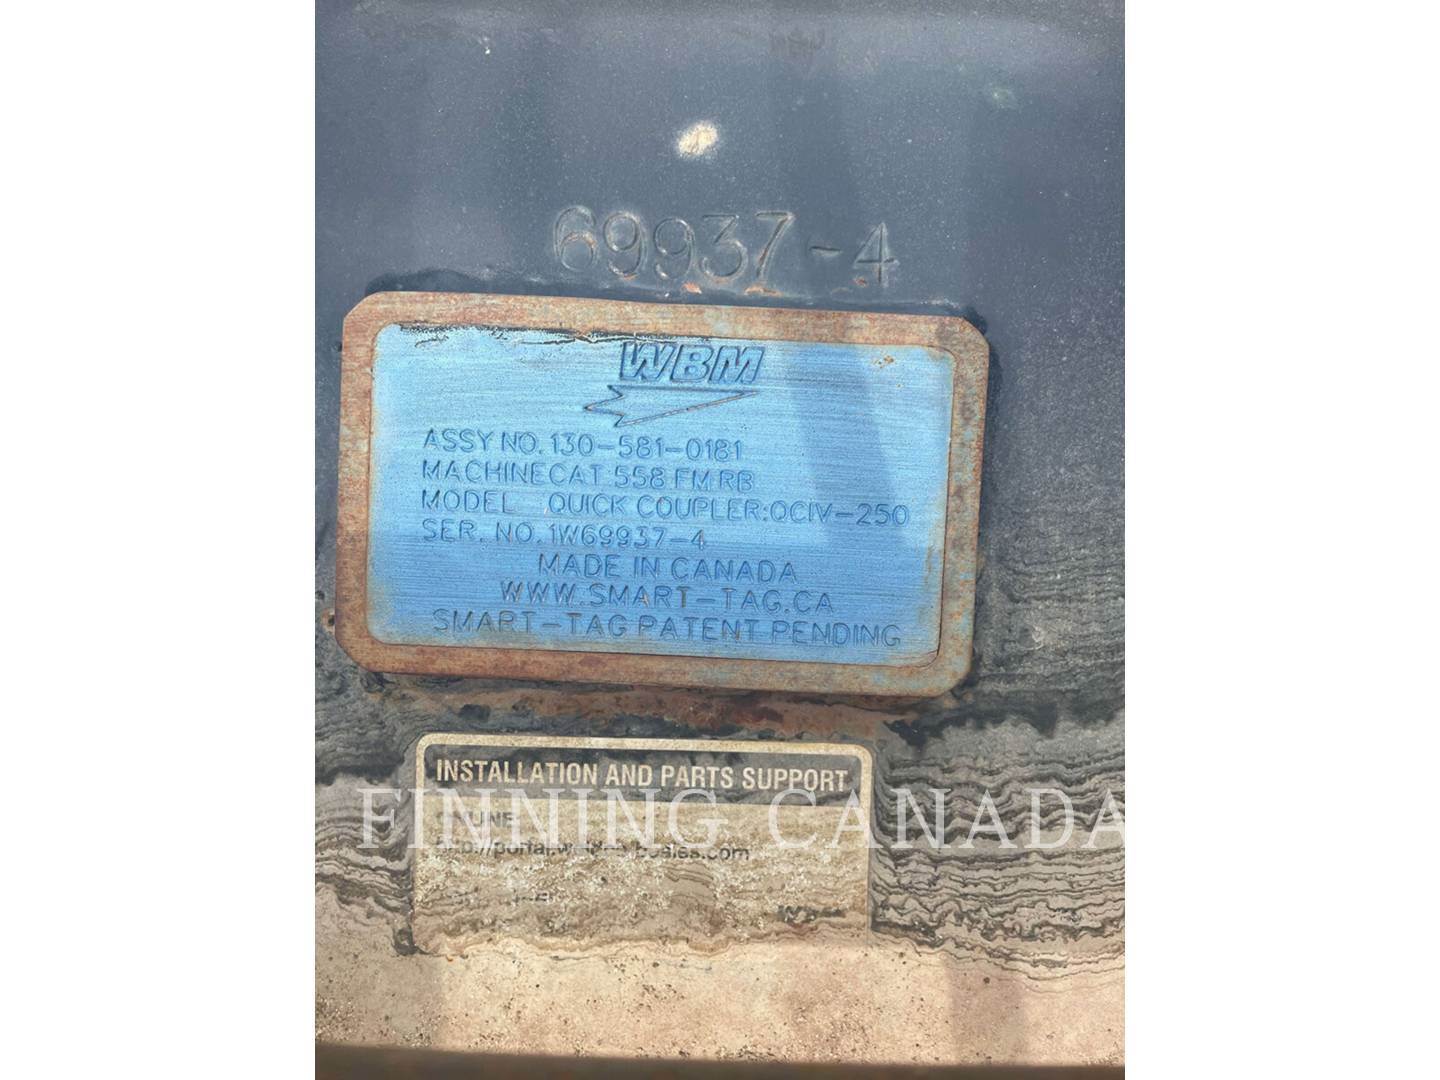 69937-4
WBM
ASSY NO. 130-581-0181
MACHINECAT 558 FM RB
MODEL QUICK COUPLER:QCIV-250
SER. NO. 1W69937-4
MADE IN CANADA
WWW.SMART-TAG.CA
SMART-TAG PATENT PENDING
INSTALLATION AND PARTS SUPPORT
FINNING CANADA
ONLINE: